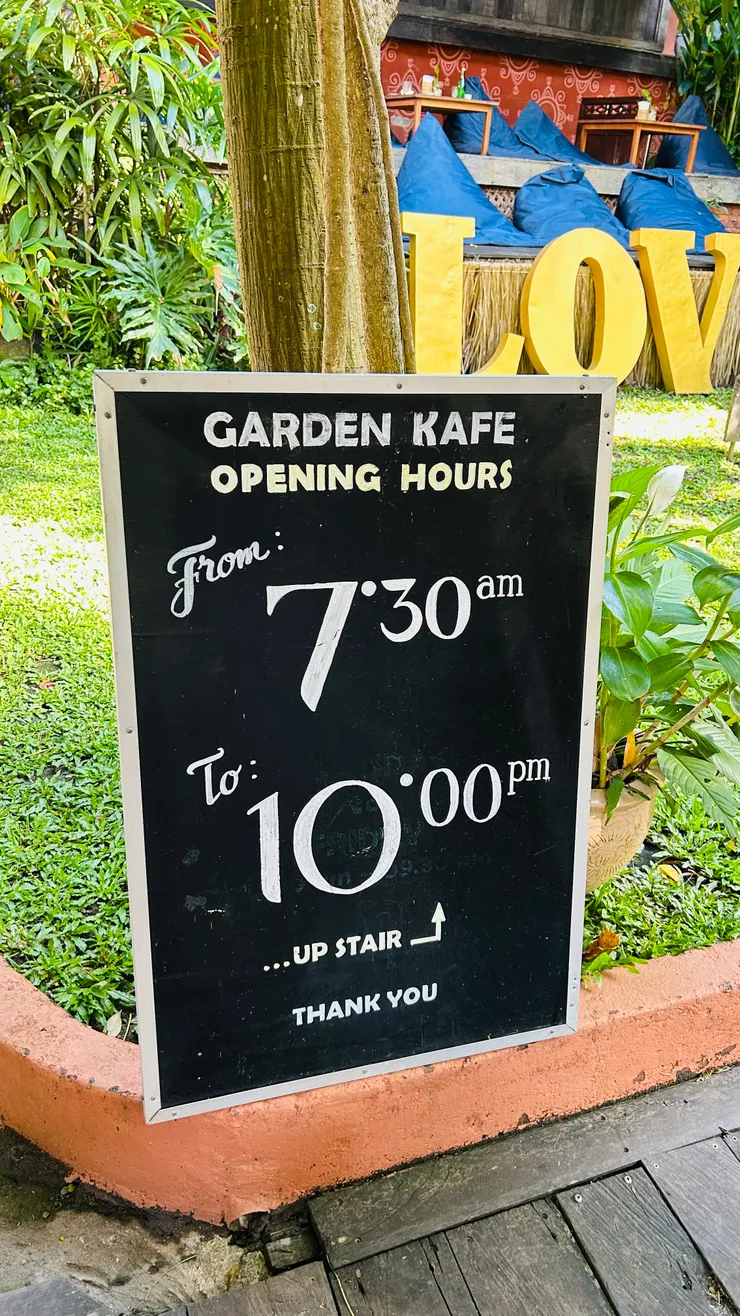 LOV
GARDEN KAFE
OPENING HOURS
From:
7.30 am
To:
10.00 pm
...UP STAIR
THANK YOU